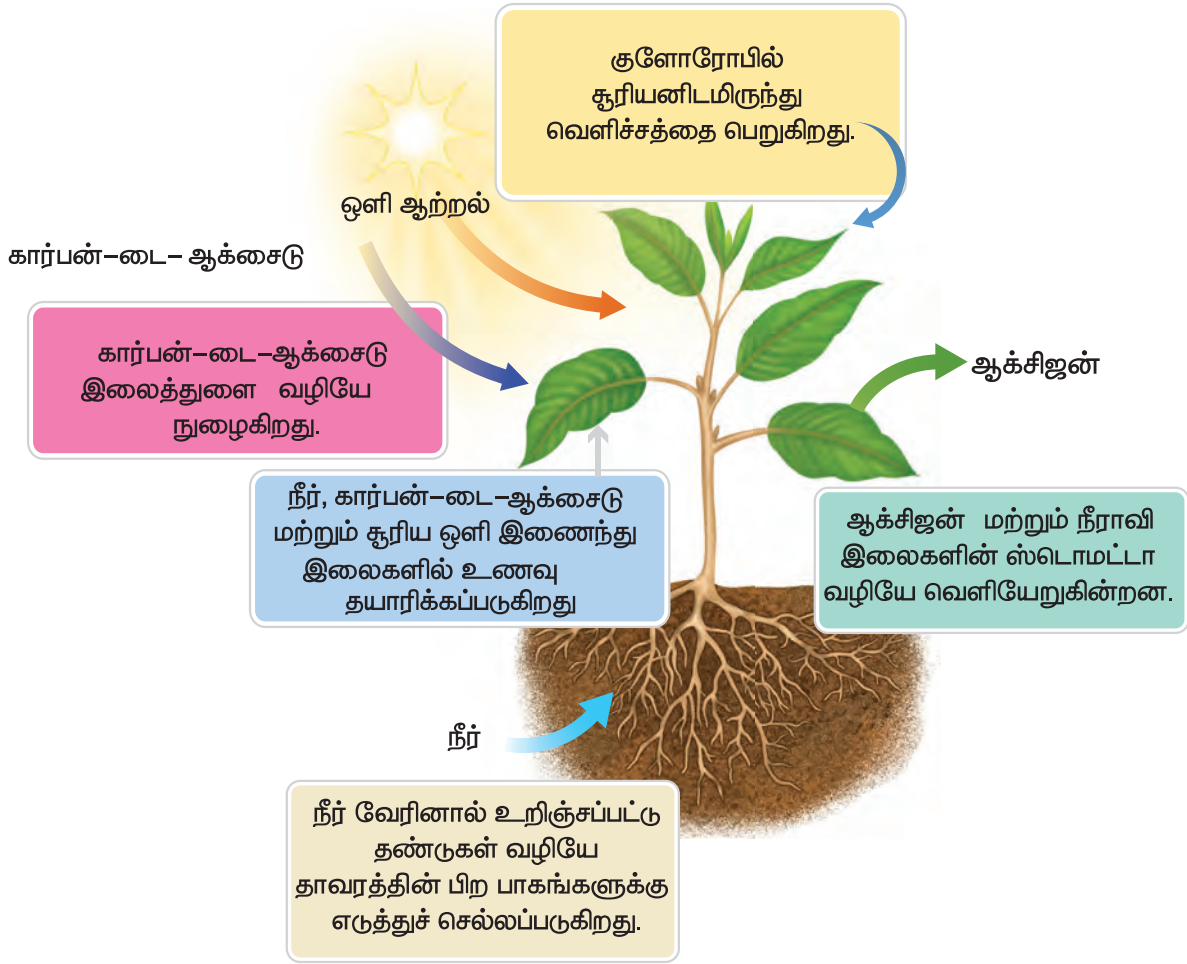 குளோரோபில்
சூரியனிடமிருந்து
வெளிச்சத்தை பெறுகிறது.
ஒளி ஆற்றல்
கார்பன்-டை- ஆக்சைடு
கார்பன்-டை-ஆக்சைடு
இலைத்துளை வழியே
நுழைகிறது.
ஆக்சிஜன்
நீர், கார்பன்-டை-ஆக்சைடு
மற்றும் சூரிய ஒளி இணைந்து
இலைகளில் உணவு
தயாரிக்கப்படுகிறது
ஆக்சிஜன் மற்றும் நீராவி
இலைகளின் ஸ்டொமட்டா
வழியே வெளியேறுகின்றன.
நீர்
நீர் வேரினால் உறிஞ்சப்பட்டு
தண்டுகள் வழியே
தாவரத்தின் பிற பாகங்களுக்கு
எடுத்துச் செல்லப்படுகிறது.